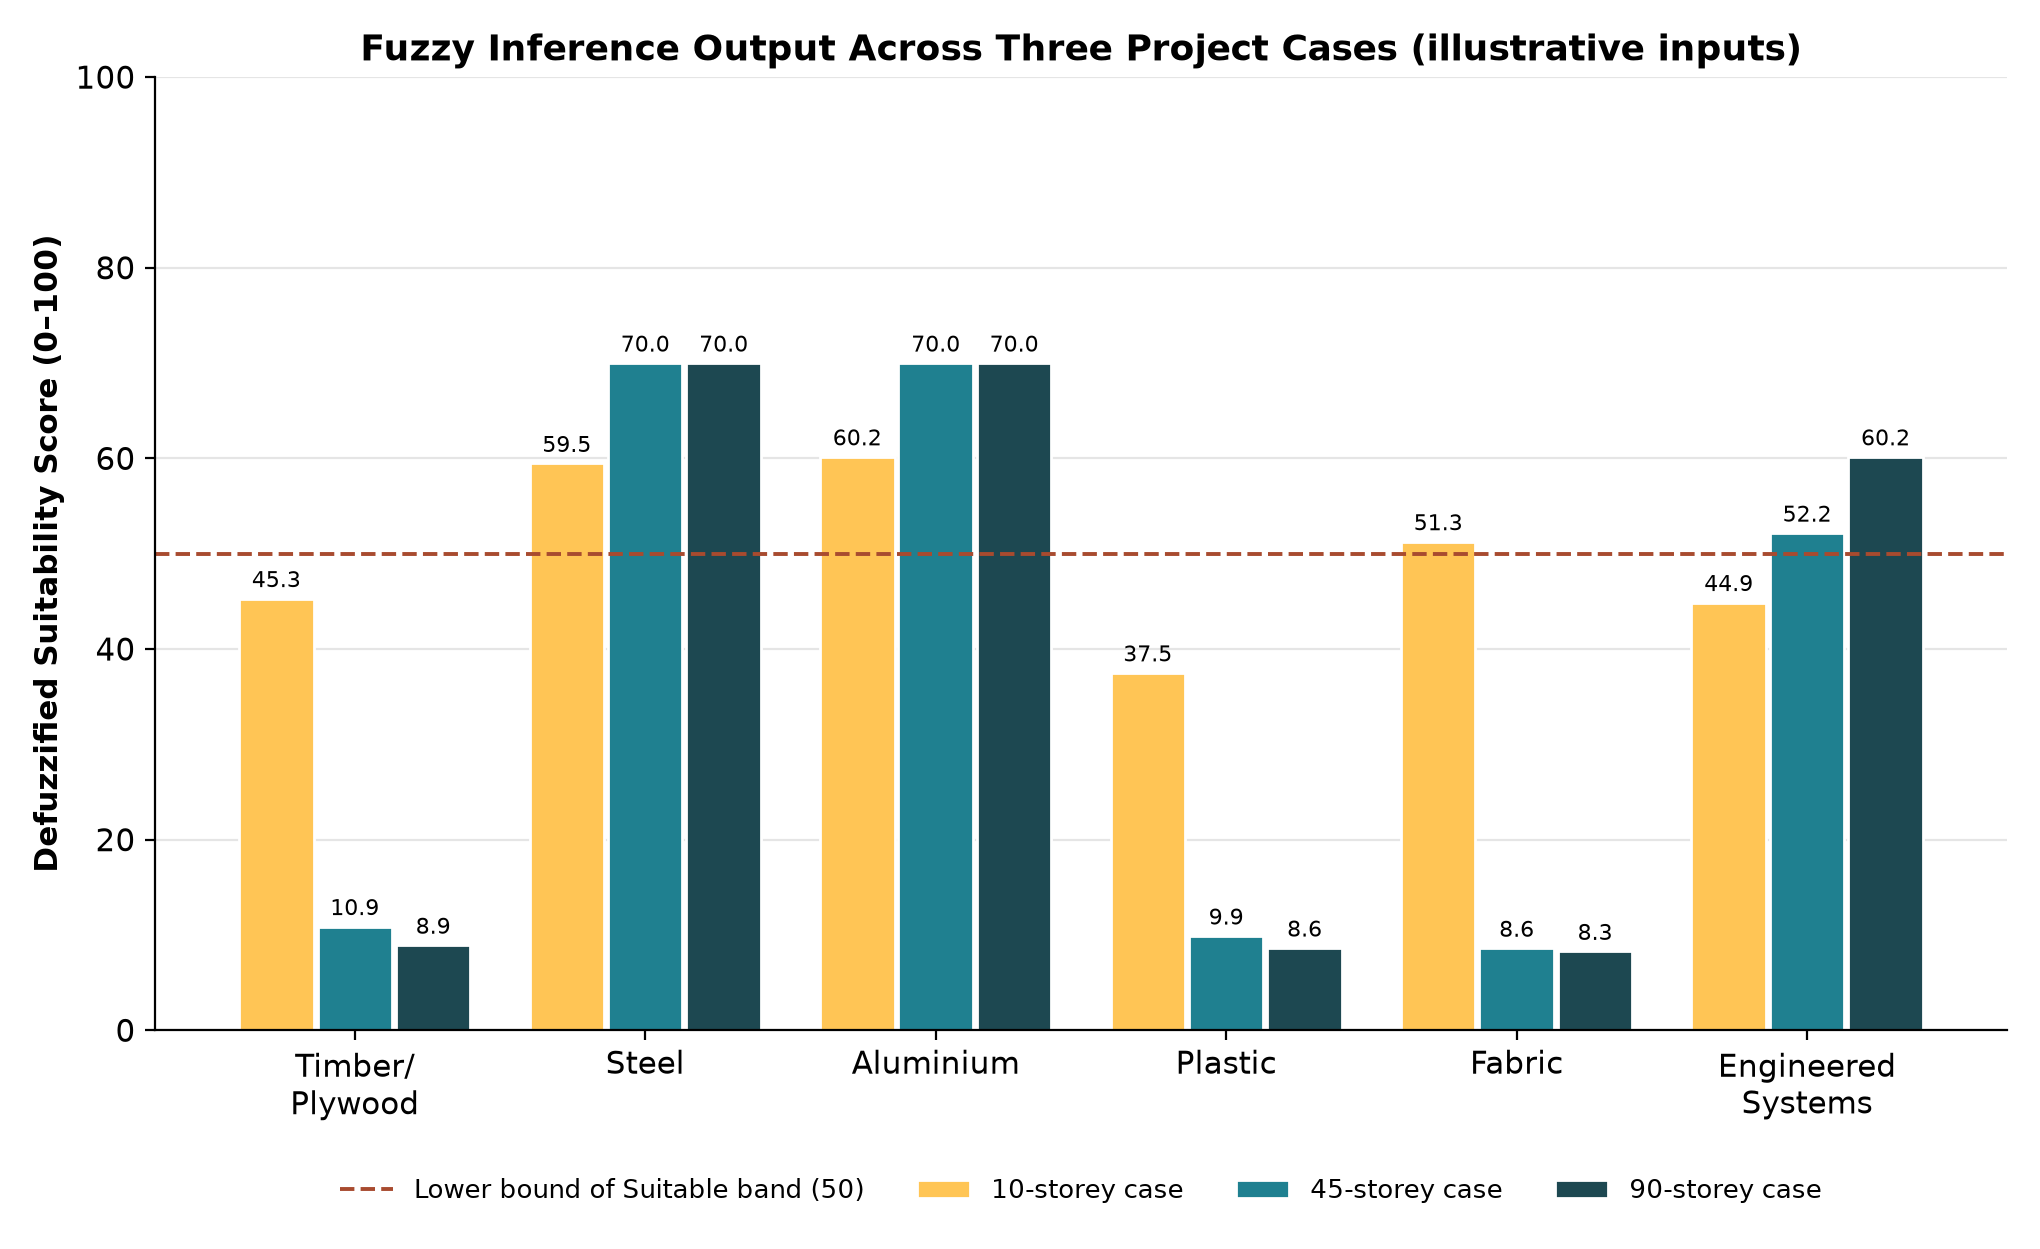 Fuzzy Inference Output Across Three Project Cases (illustrative inputs)
Defuzzified Suitability Score (0–100)
100
80
60
40
20
0
45.3
10.9
8.9
59.5
70.0
70.0
60.2
70.0
70.0
37.5
9.9
8.6
51.3
8.6
8.3
44.9
52.2
60.2
Timber/
Plywood
Steel
Aluminium
Plastic
Fabric
Engineered
Systems
Lower bound of Suitable band (50)
10-storey case
45-storey case
90-storey case